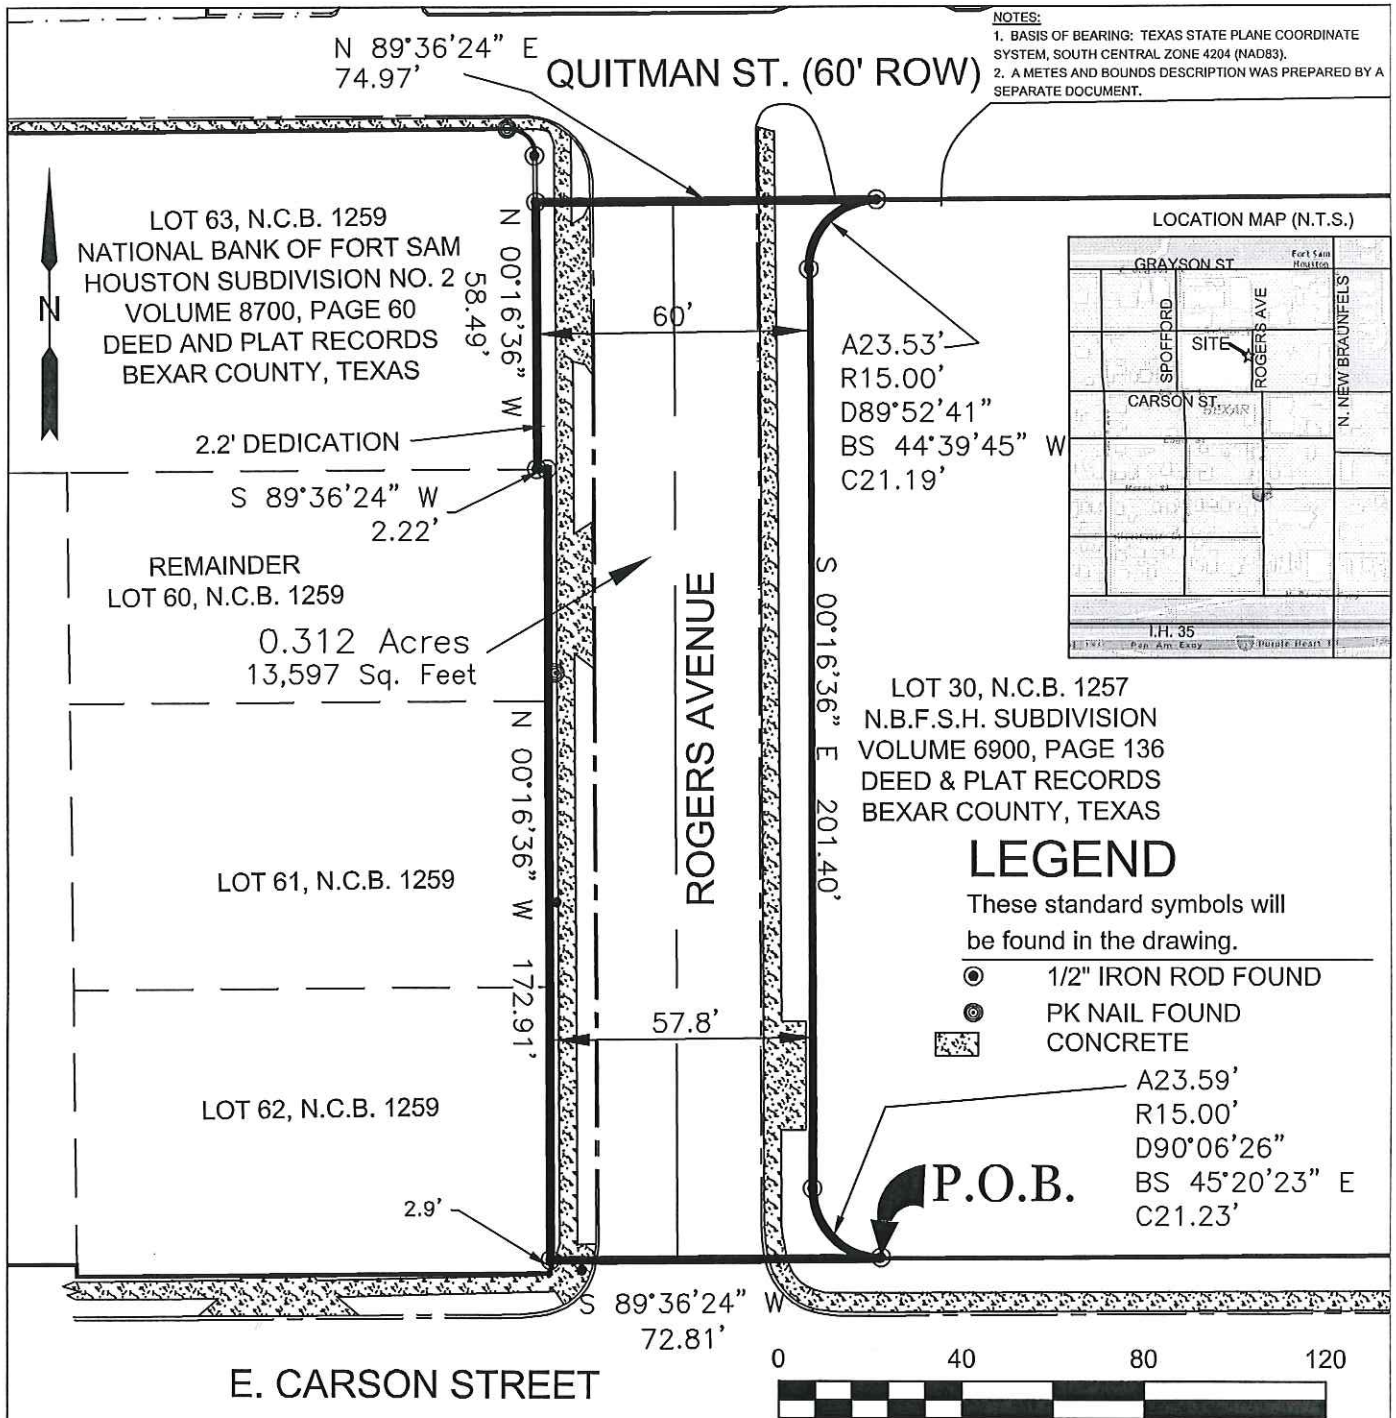 N 89°36'24" E
74.97'
QUITMAN ST. (60' ROW)
NOTES:
1. BASIS OF BEARING: TEXAS STATE PLANE COORDINATE
SYSTEM, SOUTH CENTRAL ZONE 4204 (NAD83).
2. A METES AND BOUNDS DESCRIPTION WAS PREPARED BY A
SEPARATE DOCUMENT.
N
LOT 63, N.C.B. 1259
NATIONAL BANK OF FORT SAM
HOUSTON SUBDIVISION NO. 2
VOLUME 8700, PAGE 60
DEED AND PLAT RECORDS
BEXAR COUNTY, TEXAS
N 00°16'36" W
58.49'
2.2' DEDICATION
S 89°36'24" W
2.22'
60'
A23.53'
R15.00'
D89°52'41"
BS 44°39'45" W
C21.19'
LOCATION MAP (N.T.S.)
Fort Sam
Houston
GRAYSON ST
SPOFFORD
SITE
ROGERS AVE
N. NEW BRAUNFELS
CARSON ST.
BEXAR
I.H. 35
Pan Am Expy
Purple Heart
REMAINDER
LOT 60, N.C.B. 1259
0.312 Acres
13,597 Sq. Feet
ROGERS AVENUE
S 00°16'36" E 201.40'
LOT 30, N.C.B. 1257
N.B.F.S.H. SUBDIVISION
VOLUME 6900, PAGE 136
DEED & PLAT RECORDS
BEXAR COUNTY, TEXAS
N 00°16'36" W 172.91'
LOT 61, N.C.B. 1259
LEGEND
These standard symbols will
be found in the drawing.
1/2" IRON ROD FOUND
PK NAIL FOUND
CONCRETE
57.8'
LOT 62, N.C.B. 1259
A23.59'
R15.00'
D90°06'26"
BS 45°20'23" E
C21.23'
P.O.B.
2.9'
S 89°36'24" W
72.81'
E. CARSON STREET
0 40 80 120